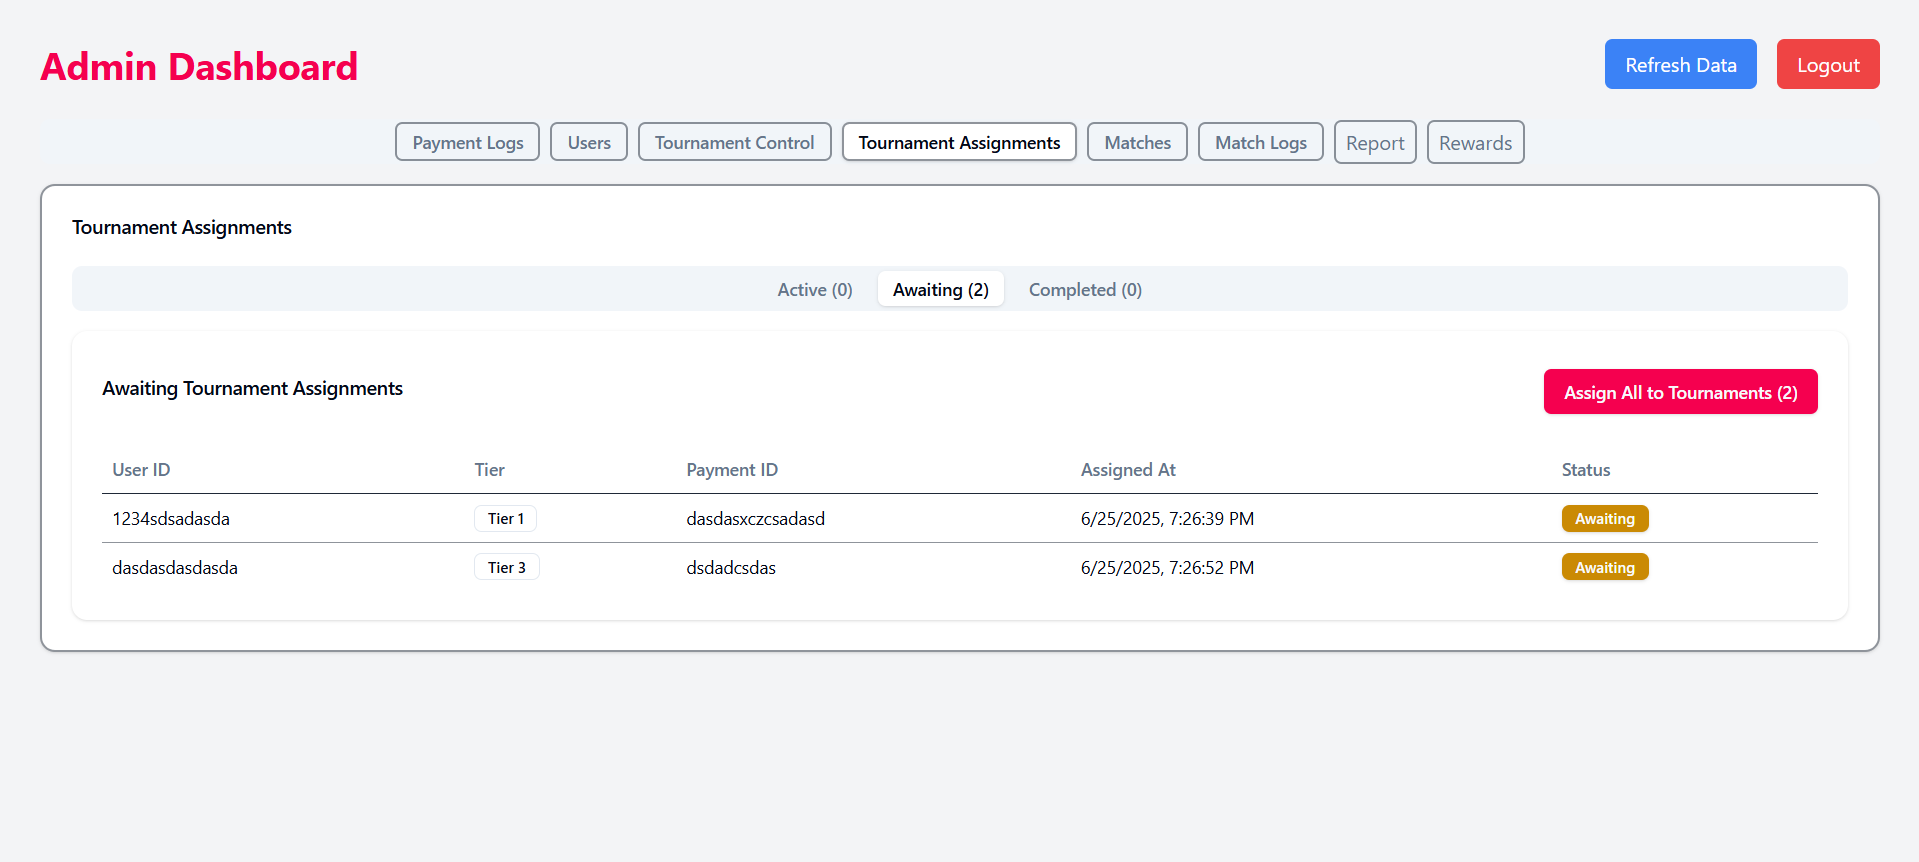 Admin Dashboard
Refresh Data
Logout
Payment Logs
Users
Tournament Control
Tournament Assignments
Matches
Match Logs
Report
Rewards
Tournament Assignments
Active (0)
Awaiting (2)
Completed (0)
Awaiting Tournament Assignments
Assign All to Tournaments (2)
User ID Tier Payment ID Assigned At Status
1234sdsadasda Tier 1 dasdasxczcsadasd 6/25/2025, 7:26:39 PM Awaiting
dasdasdasdasda Tier 3 dsdadcsdas 6/25/2025, 7:26:52 PM Awaiting